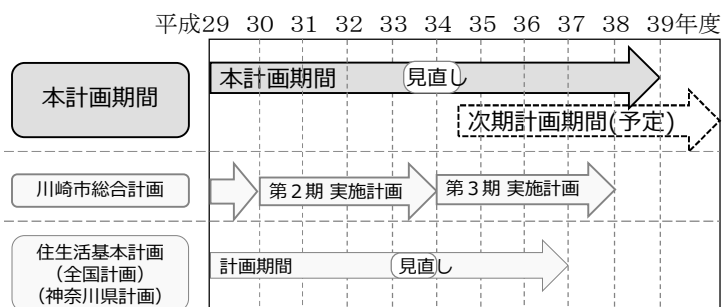 平成29 30 31 32 33 34 35 36 37 38 39年度
本計画期間
本計画期間 見直し
次期計画期間(予定)
川崎市総合計画
第2期 実施計画 第3期 実施計画
住生活基本計画
(全国計画)
(神奈川県計画)
計画期間 見直し